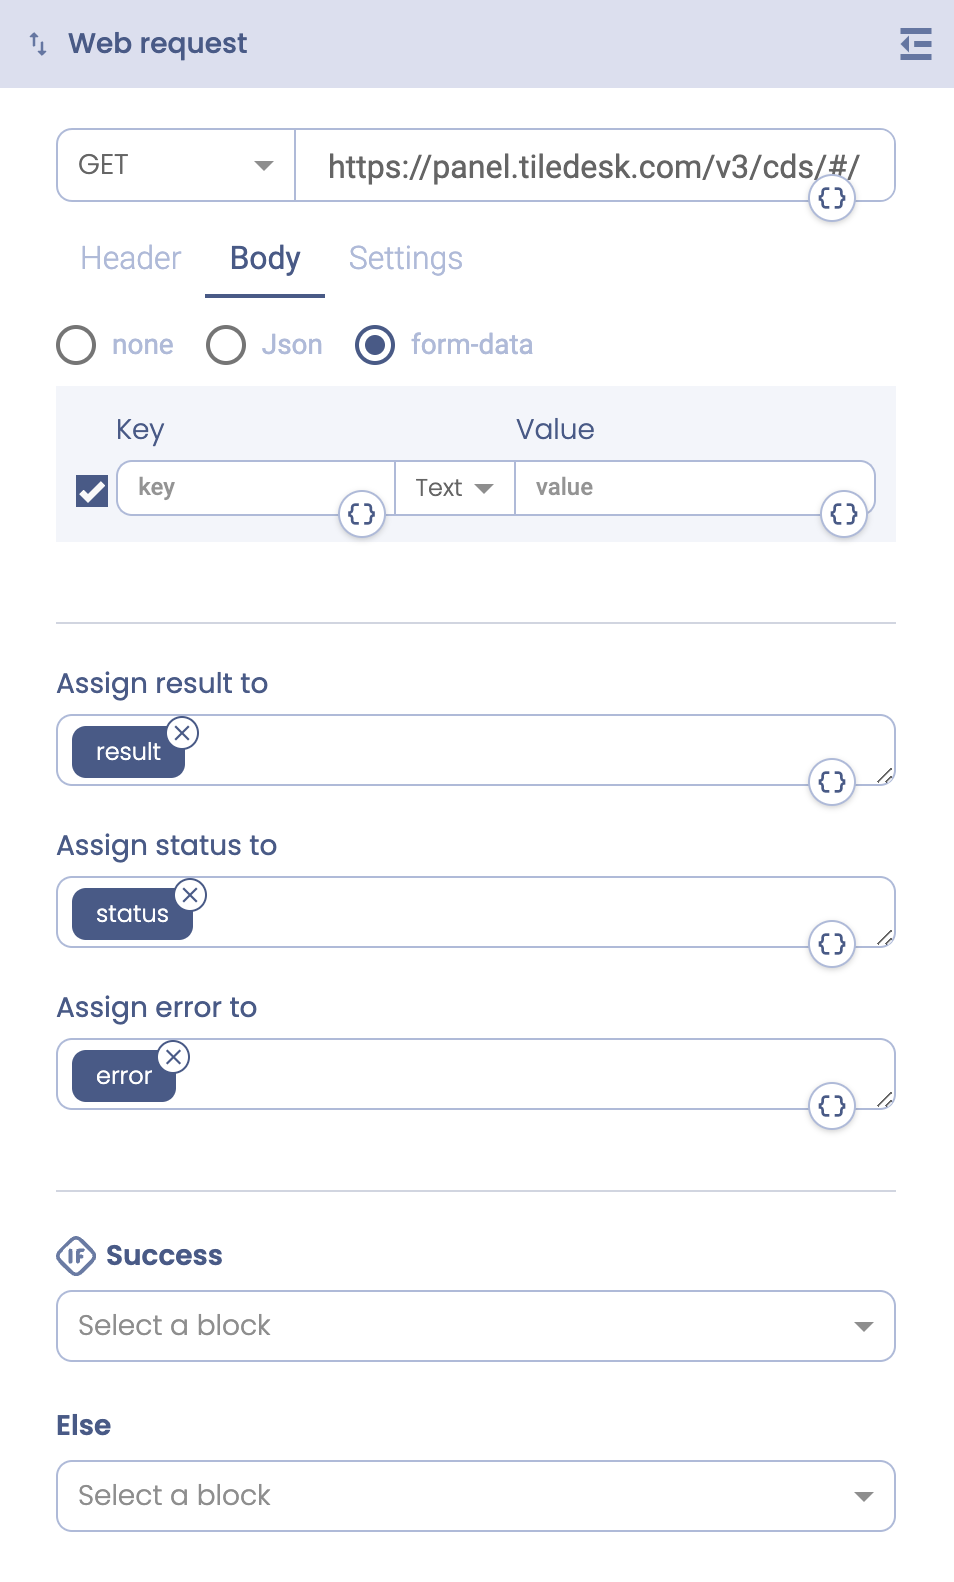 Web request
GET https://panel.tiledesk.com/v3/cds/#/
{}
Header Body Settings
none Json form-data
Key Value
key Text value
{} {}
Assign result to
result
{}
Assign status to
status
{}
Assign error to
error
{}
IF Success
Select a block
Else
Select a block